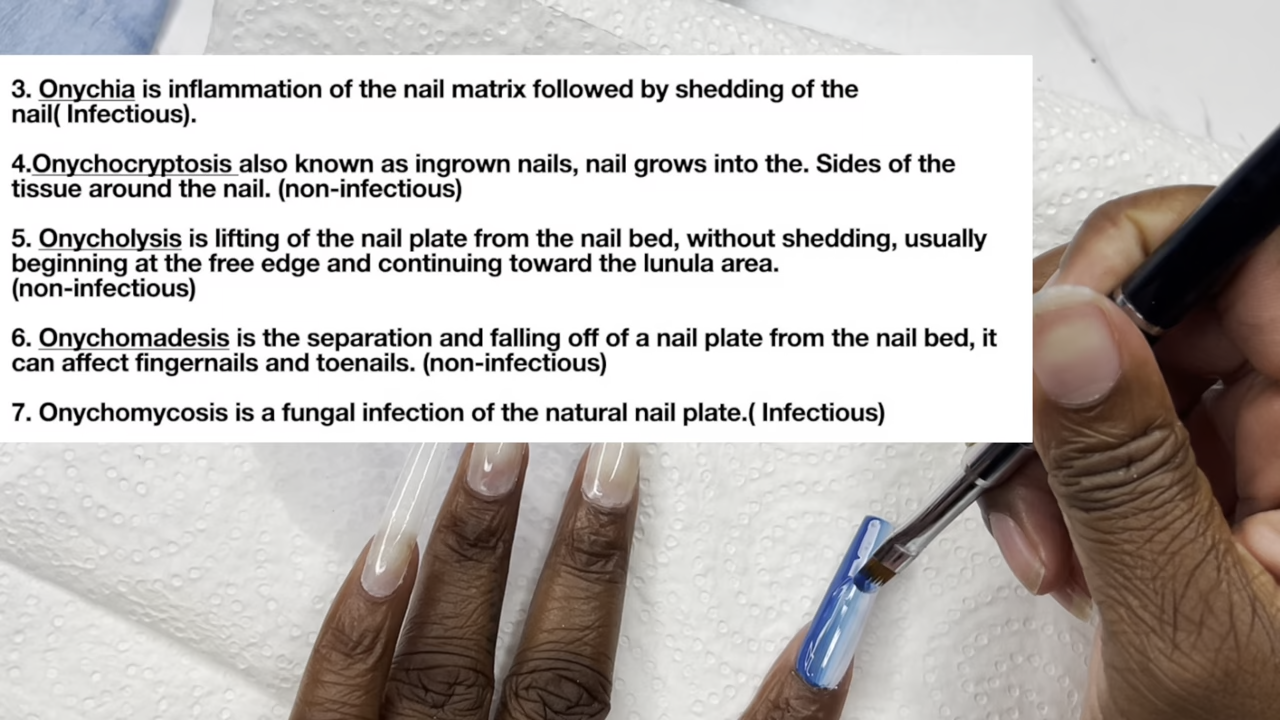 3. Onychia is inflammation of the nail matrix followed by shedding of the
nail( Infectious).
4.Onychocryptosis also known as ingrown nails, nail grows into the. Sides of the
tissue around the nail. (non-infectious)
5. Onycholysis is lifting of the nail plate from the nail bed, without shedding, usually
beginning at the free edge and continuing toward the lunula area.
(non-infectious)
6. Onychomadesis is the separation and falling off of a nail plate from the nail bed, it
can affect fingernails and toenails. (non-infectious)
7. Onychomycosis is a fungal infection of the natural nail plate.( Infectious)